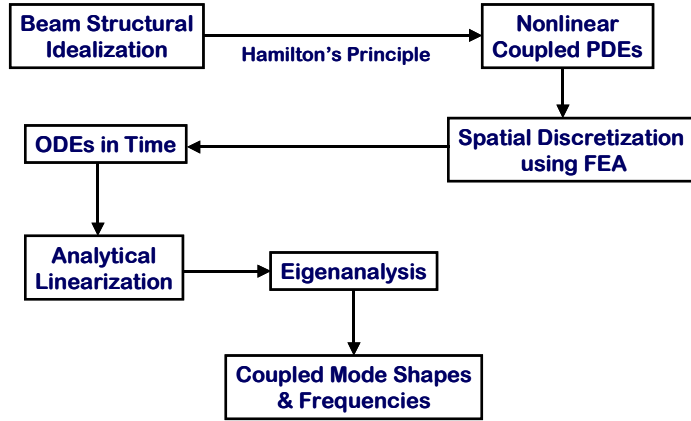 Beam Structural
Idealization
Hamilton's Principle
Nonlinear
Coupled PDEs
Spatial Discretization
using FEA
ODEs in Time
Analytical
Linearization
Eigenanalysis
Coupled Mode Shapes
& Frequencies